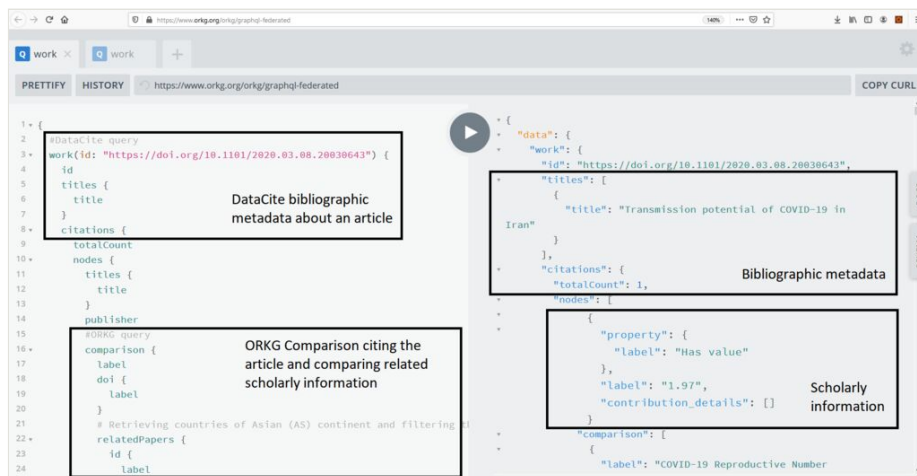 https://www.orkg.org/orkg/graphql-federated
140%
Q work ×
Q work
+
PRETTIFY HISTORY https://www.orkg.org/orkg/graphql-federated COPY CURL
1 {
2 #DataCite query
3 work(id: "https://doi.org/10.1101/2020.03.08.20030643") {
4 id
5 titles {
6 title
7 }
8 citations {
9 totalCount
10 nodes {
11 titles {
12 title
13 }
14 publisher
15 #ORKG query
16 comparison {
17 label
18 doi {
19 label
20 }
21 # Retrieving countries of Asian (AS) continent and filtering
22 relatedPapers {
23 id {
24 label
DataCite bibliographic
metadata about an article
ORKG Comparison citing the
article and comparing related
scholarly information
{
"data": {
"work": {
"id": "https://doi.org/10.1101/2020.03.08.20030643",
"titles": [
{
"title": "Transmission potential of COVID-19 in
Iran"
}
],
"citations": {
"totalCount": 1,
"nodes": [
Bibliographic metadata
{
"property": {
"label": "Has value"
},
"label": "1.97",
"contribution_details": []
}
Scholarly
information
"comparison": [
{
"label": "COVID-19 Reproductive Number